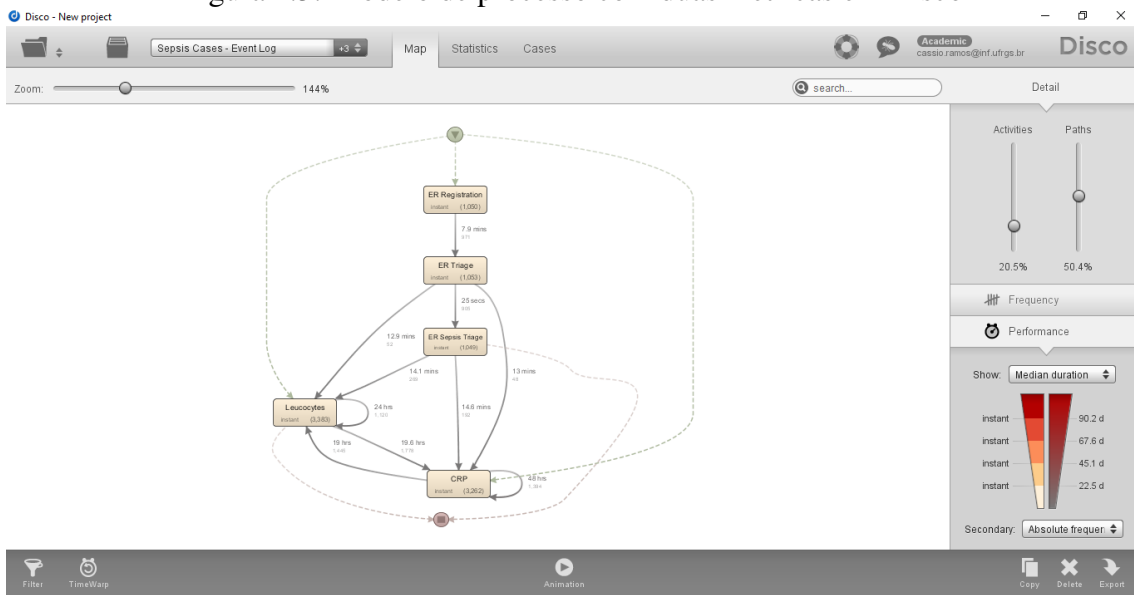 Disco - New project
Sepsis Cases - Event Log
+3
Map
Statistics
Cases
Academic
cassio.ramos@inf.ufrgs.br
Disco
Zoom:
144%
search...
Detail
Activities
Paths
20.5%
50.4%
Frequency
Performance
Show:
Median duration
instant
90.2 d
instant
67.6 d
instant
45.1 d
instant
22.5 d
Secondary:
Absolute frequen
ER Registration
instant (1,050)
7.9 mins
ER Triage
instant (1,053)
25 secs
12.9 mins
ER Sepsis Triage
instant (1,049)
14.1 mins
13 mins
Leucocytes
instant (3,383)
24 hrs
14.6 mins
19 hrs
19.6 hrs
CRP
instant (3,262)
48 hrs
Filter
TimeWarp
Animation
Copy
Delete
Export